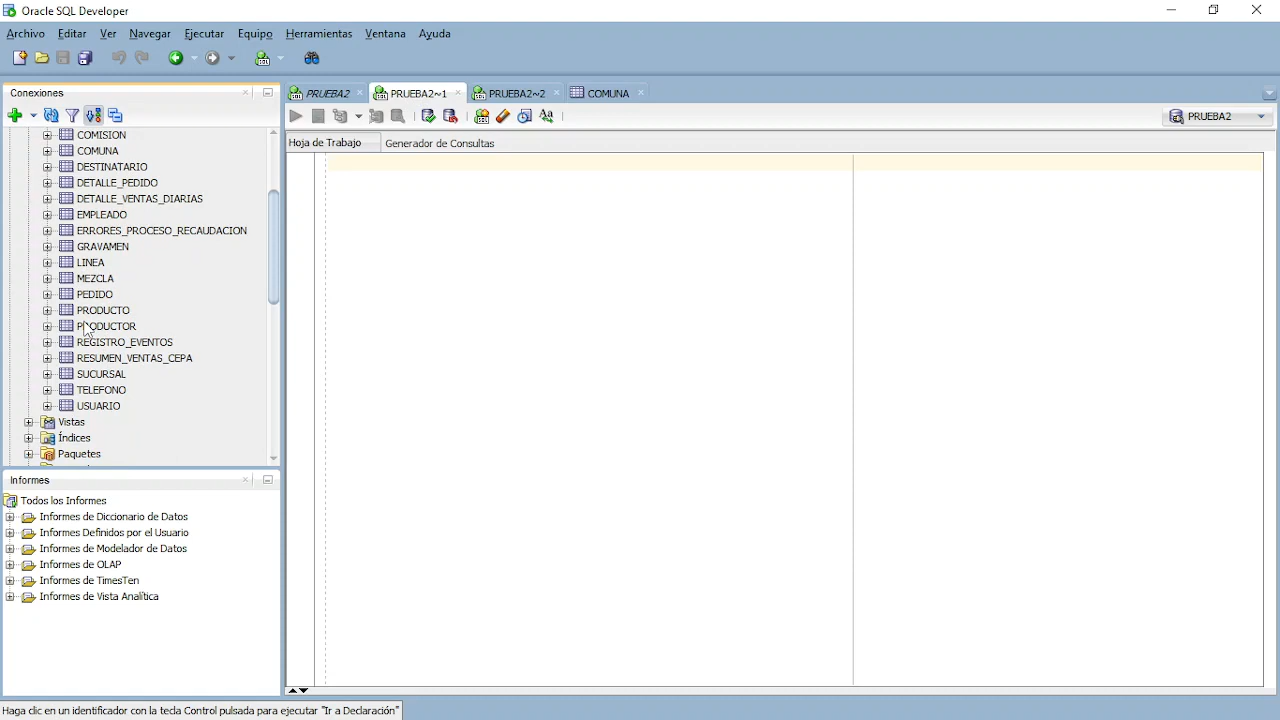 Oracle SQL Developer
Archivo Editar Ver Navegar Ejecutar Equipo Herramientas Ventana Ayuda
Conexiones
COMISION
COMUNA
DESTINATARIO
DETALLE_PEDIDO
DETALLE_VENTAS_DIARIAS
EMPLEADO
ERRORES_PROCESO_RECAUDACION
GRAVAMEN
LINEA
MEZCLA
PEDIDO
PRODUCTO
PRODUCTOR
REGISTRO_EVENTOS
RESUMEN_VENTAS_CEPA
SUCURSAL
TELEFONO
USUARIO
Vistas
Índices
Paquetes
Informes
Todos los Informes
Informes de Diccionario de Datos
Informes Definidos por el Usuario
Informes de Modelador de Datos
Informes de OLAP
Informes de TimesTen
Informes de Vista Analítica
PRUEBA2 PRUEBA2~1 PRUEBA2~2 COMUNA
PRUEBA2
Hoja de Trabajo Generador de Consultas
Haga clic en un identificador con la tecla Control pulsada para ejecutar "Ir a Declaración"